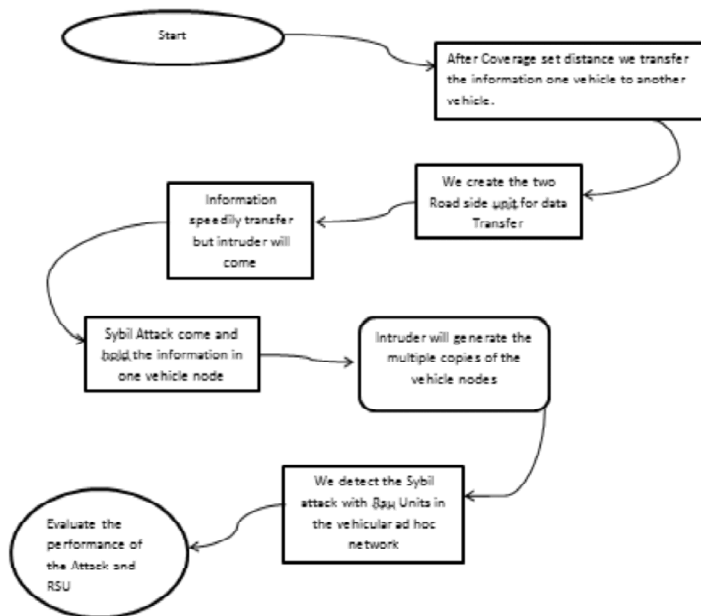 Start
After Coverage set distance we transfer
the information one vehicle to another
vehicle.
We create the two
Road side unit for data
Transfer
Information
speedily transfer
but intruder will
come
Sybil Attack come and
hold the information in
one vehicle node
Intruder will generate the
multiple copies of the
vehicle nodes
We detect the Sybil
attack with Rsu Units in
the vehicular ad hoc
network
Evaluate the
performance of
the Attack and
RSU